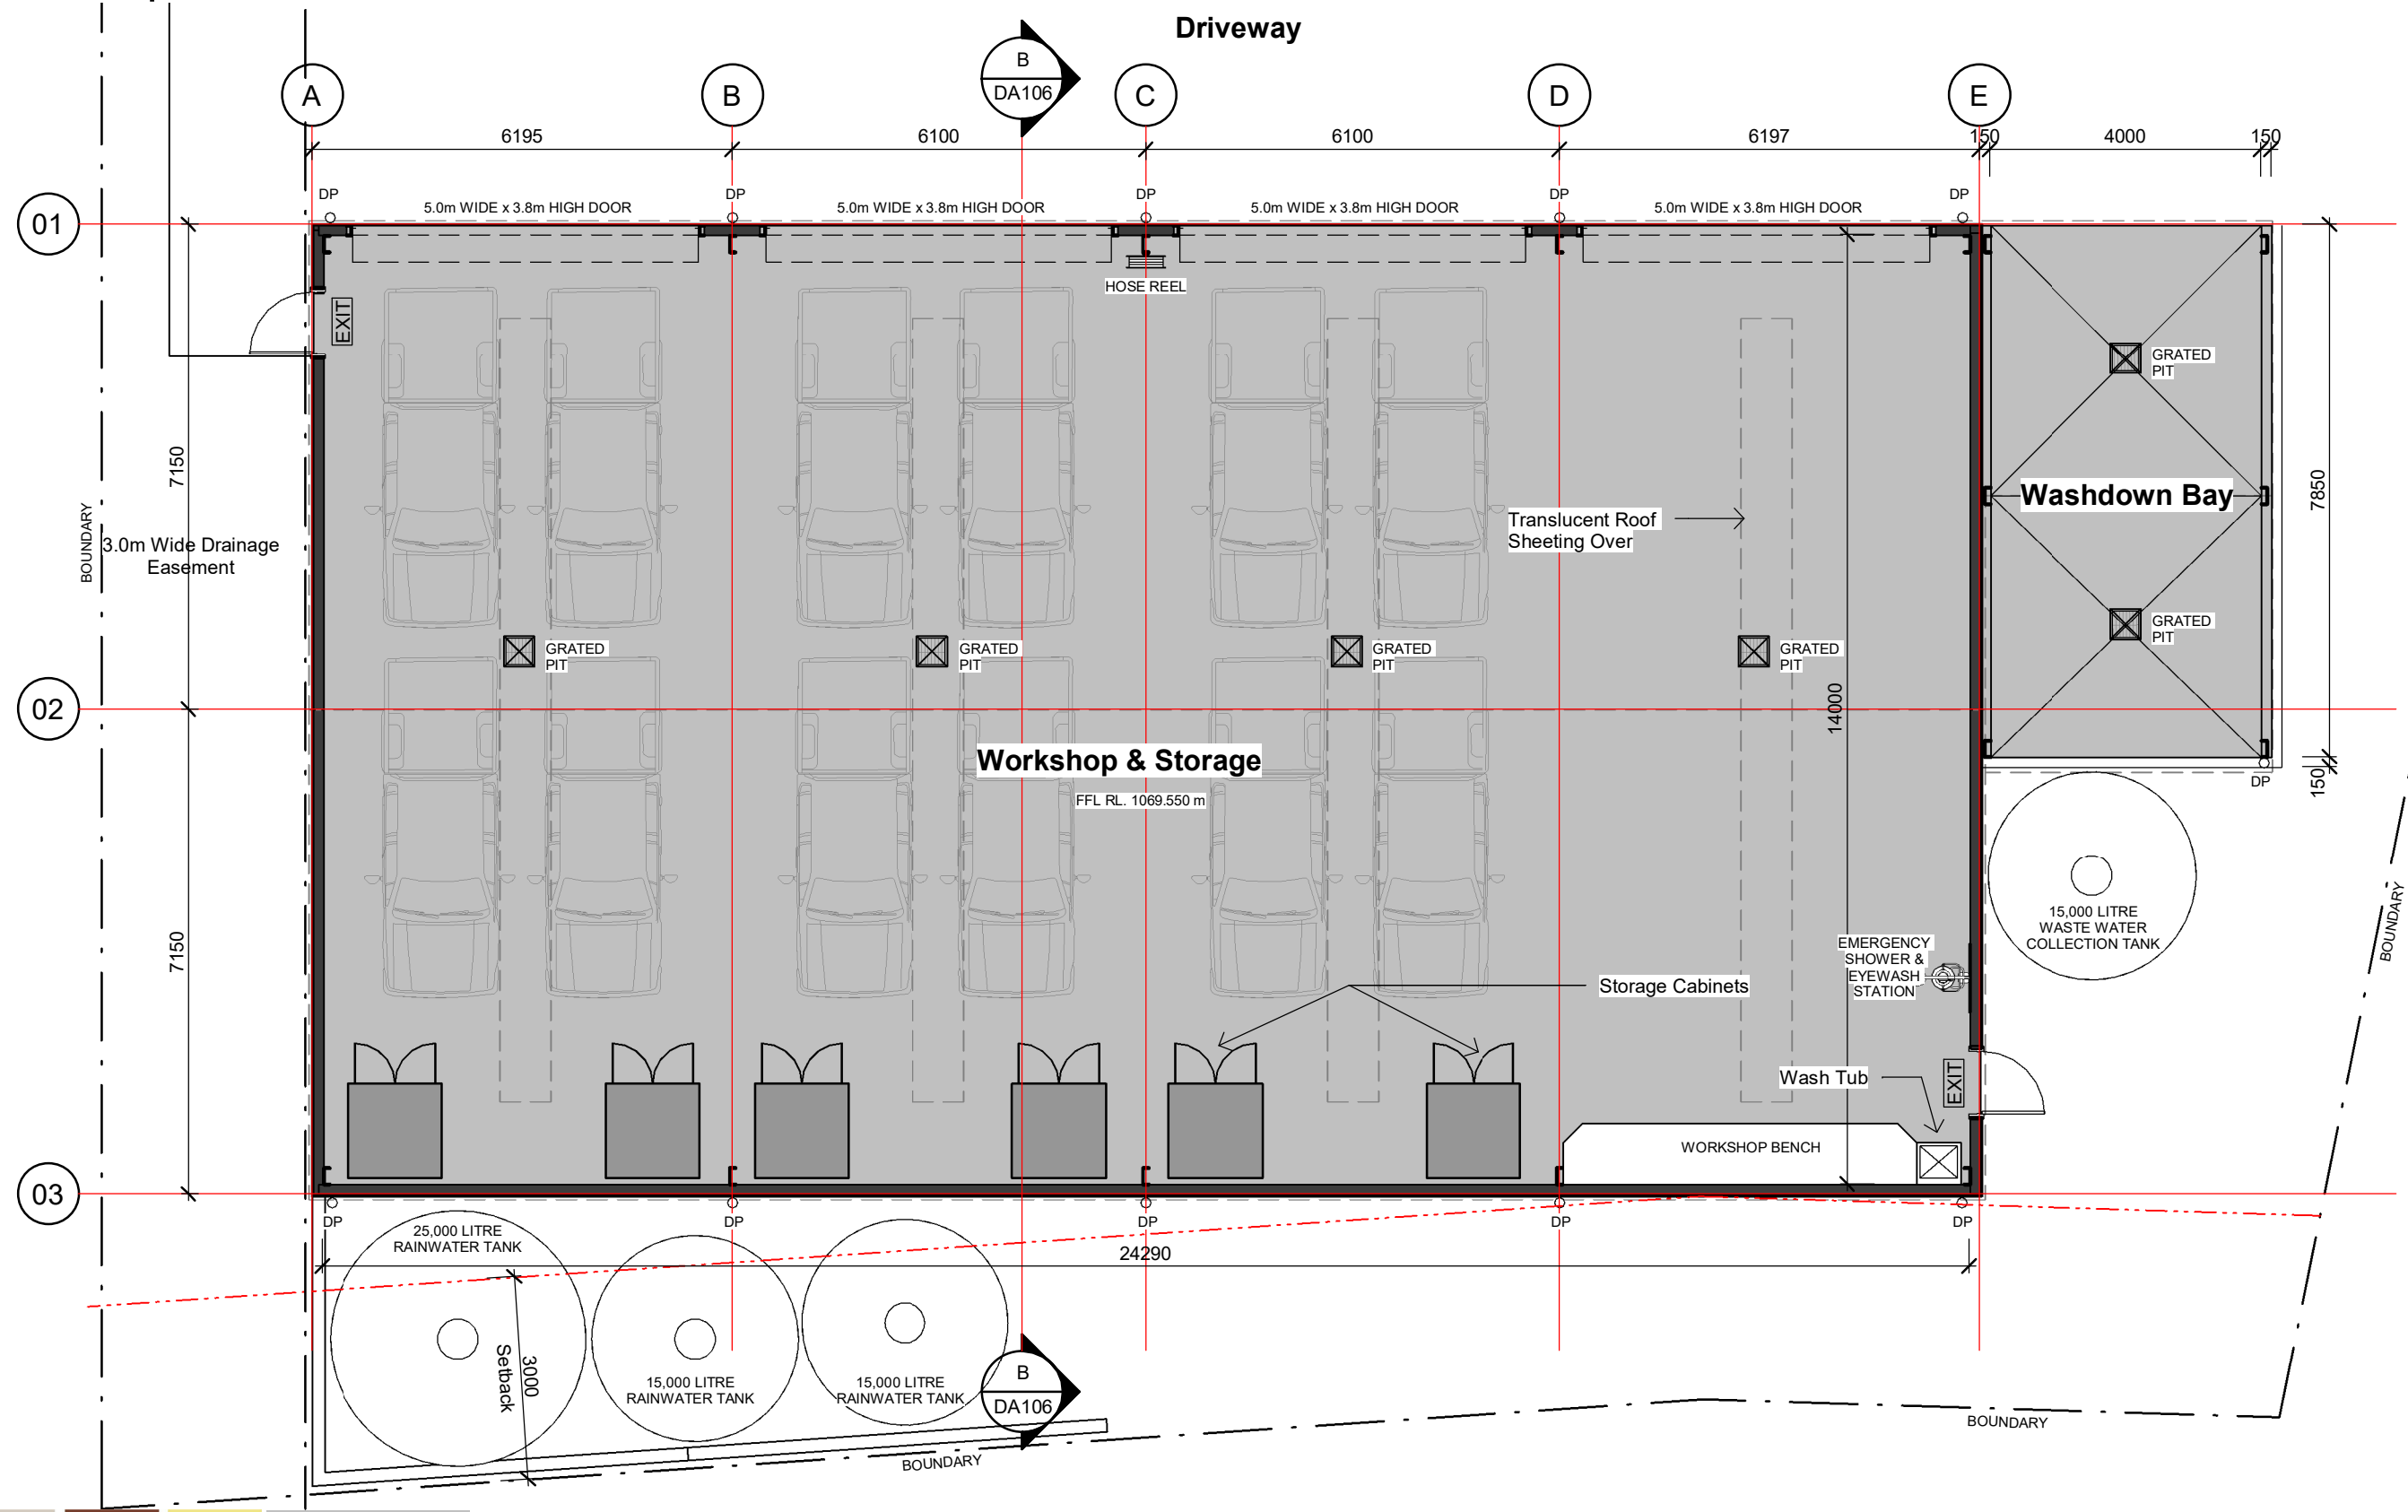 Driveway
B
DA106
A
B
C
D
E
6195
6100
6100
6197
150
4000
150
DP
DP
DP
DP
DP
5.0m WIDE x 3.8m HIGH DOOR
5.0m WIDE x 3.8m HIGH DOOR
5.0m WIDE x 3.8m HIGH DOOR
5.0m WIDE x 3.8m HIGH DOOR
01
HOSE REEL
EXIT
GRATED
PIT
7150
BOUNDARY
3.0m Wide Drainage
Easement
Translucent Roof
Sheeting Over
Washdown Bay
7850
GRATED
PIT
GRATED
PIT
GRATED
PIT
GRATED
PIT
GRATED
PIT
02
14000
Workshop & Storage
FFL RL. 1069.550 m
150
DP
7150
15,000 LITRE
WASTE WATER
COLLECTION TANK
BOUNDARY
EMERGENCY
SHOWER &
EYEWASH
STATION
Storage Cabinets
Wash Tub
EXIT
WORKSHOP BENCH
03
DP
DP
DP
DP
DP
25,000 LITRE
RAINWATER TANK
24290
3000
Setback
15,000 LITRE
RAINWATER TANK
15,000 LITRE
RAINWATER TANK
B
DA106
BOUNDARY
BOUNDARY